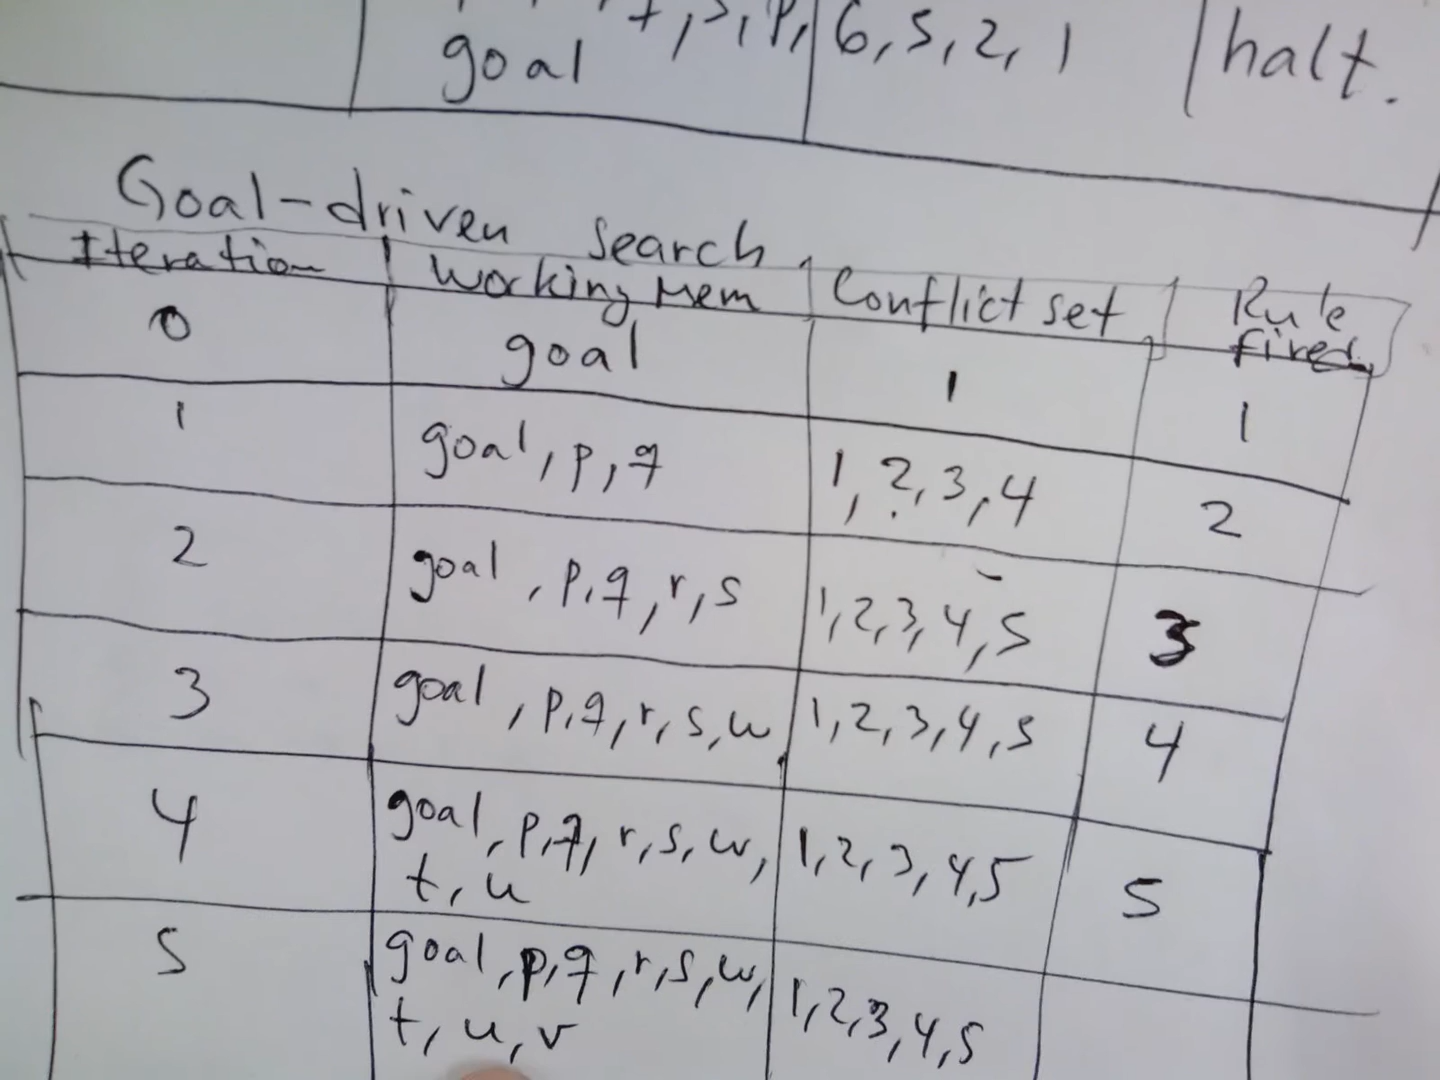 6, 5, 2, 1
halt.
goal
Goal-driven search
Iteration
Working Mem
Conflict set
Rule fired
0
goal
1
1
1
goal, p, q
1, 2, 3, 4
2
2
goal, p, q, r, s
1, 2, 3, 4, 5
3
3
goal, p, q, r, s, w
1, 2, 3, 4, 5
4
4
goal, p, q, r, s, w,
t, u
1, 2, 3, 4, 5
5
5
goal, p, q, r, s, w,
t, u, v
1, 2, 3, 4, 5